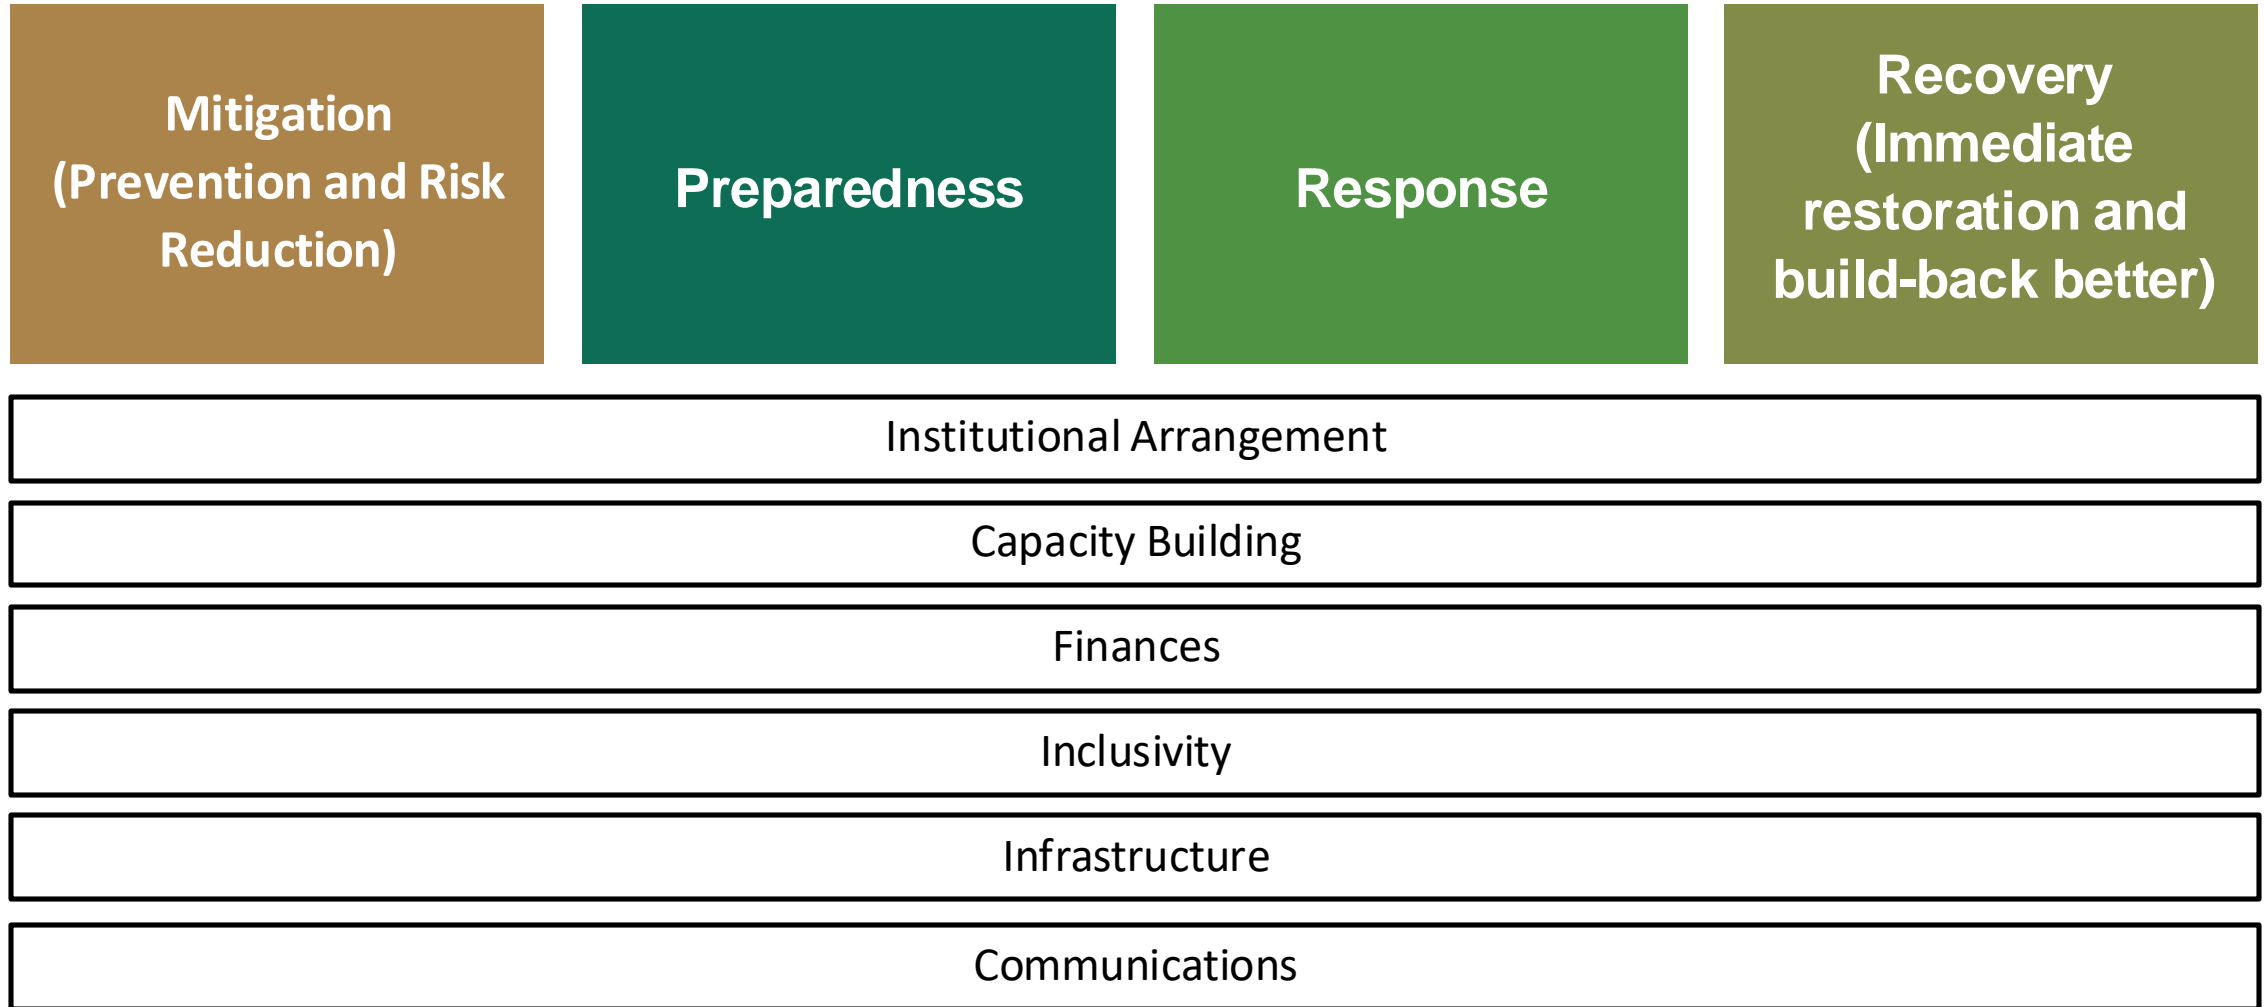 Mitigation
(Prevention and Risk
Reduction)
Preparedness
Response
Recovery
(Immediate
restoration and
build-back better)
Institutional Arrangement
Capacity Building
Finances
Inclusivity
Infrastructure
Communications